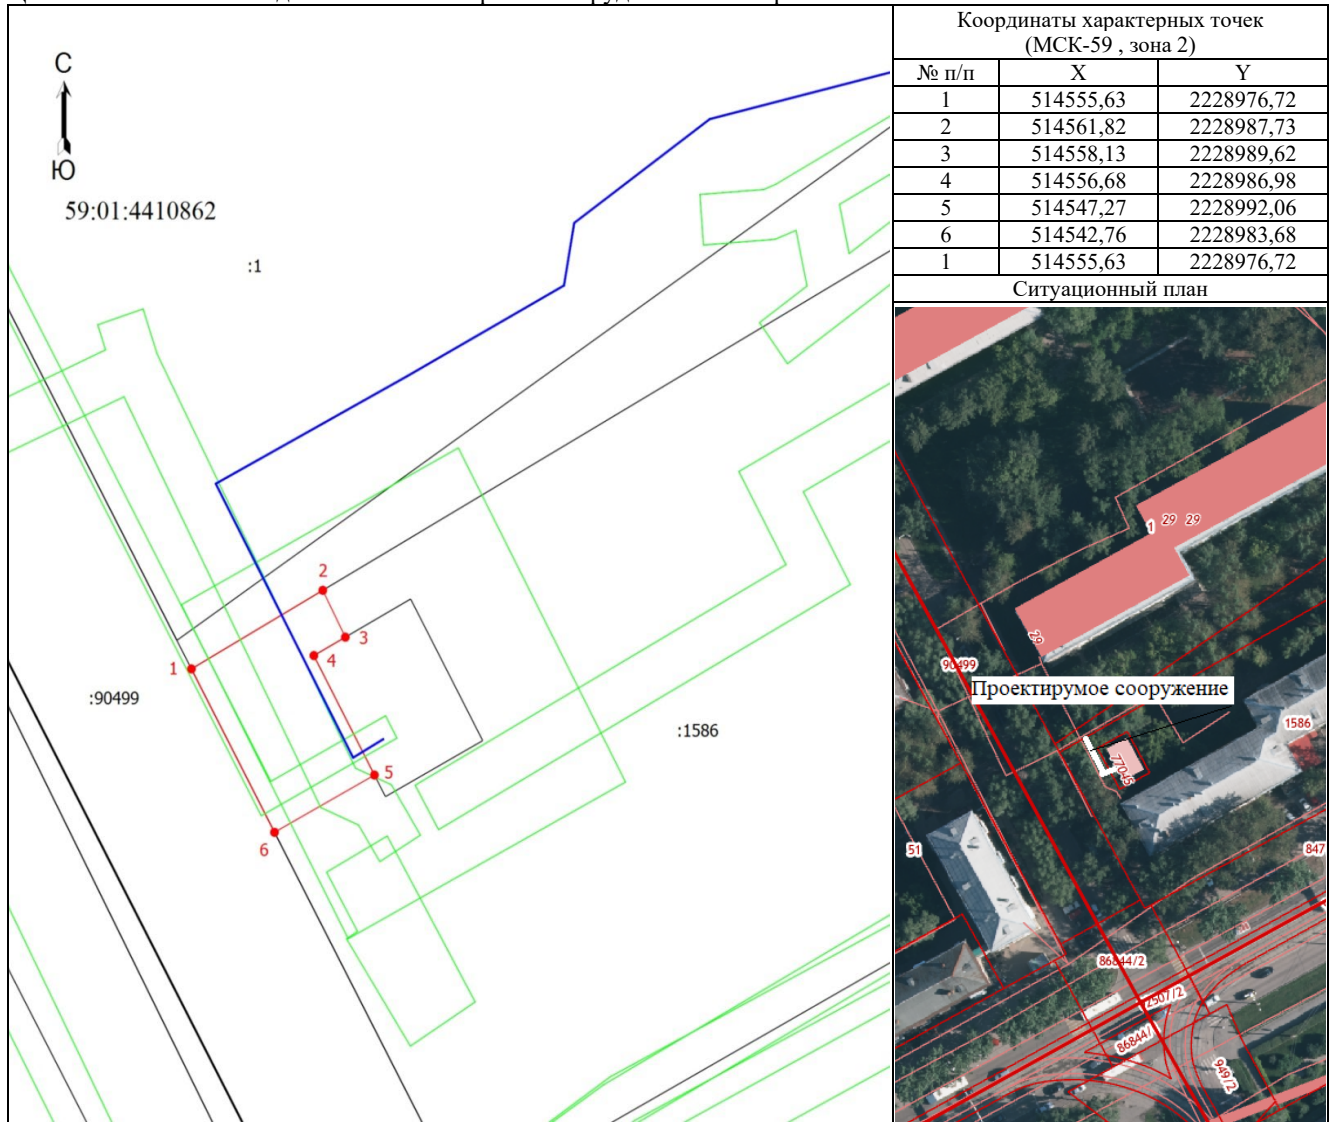 С
Ю
59:01:4410862
:1
2
3
4
1
:90499
:1586
5
6
Координаты характерных точек
(МСК-59 , зона 2)
№ п/п X Y
1 514555,63 2228976,72
2 514561,82 2228987,73
3 514558,13 2228989,62
4 514556,68 2228986,98
5 514547,27 2228992,06
6 514542,76 2228983,68
1 514555,63 2228976,72
Ситуационный план
1 29 29
29
90499
Проектирумое сооружение
1586
77045
51
847
86844/2
2507/2
86844/
949/2